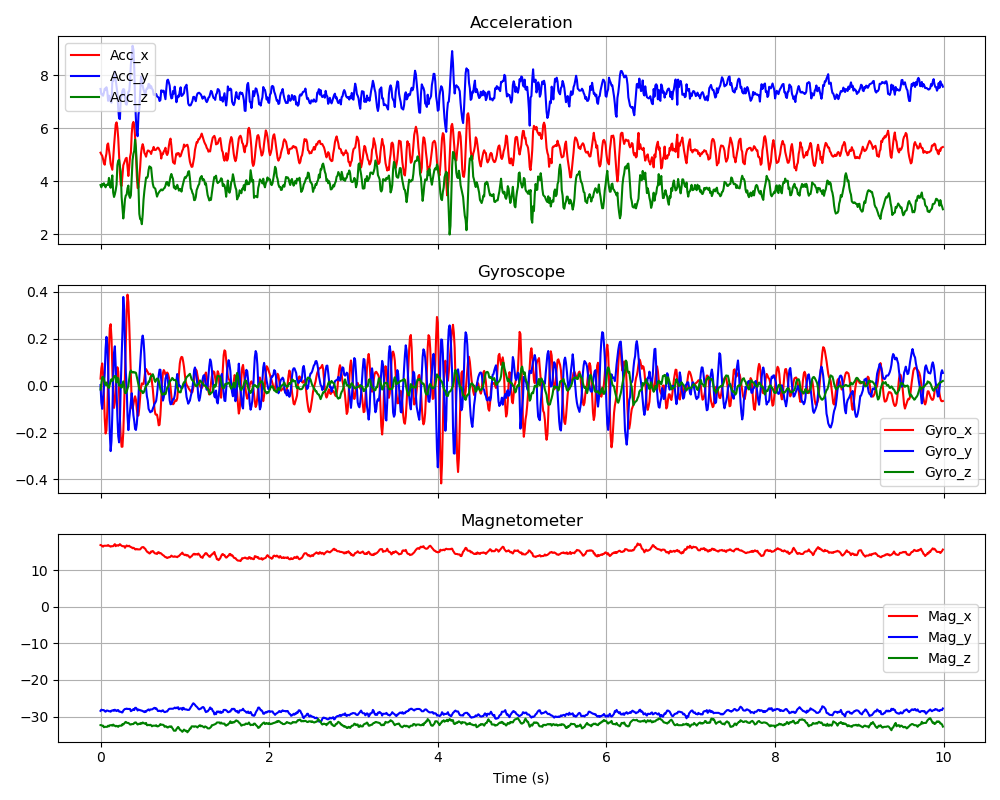 Acceleration
Acc_x
Acc_y
Acc_z
8
6
4
2
Gyroscope
0.4
0.2
0.0
−0.2
−0.4
Gyro_x
Gyro_y
Gyro_z
Magnetometer
10
0
−10
−20
−30
Mag_x
Mag_y
Mag_z
0 2 4 6 8 10
Time (s)